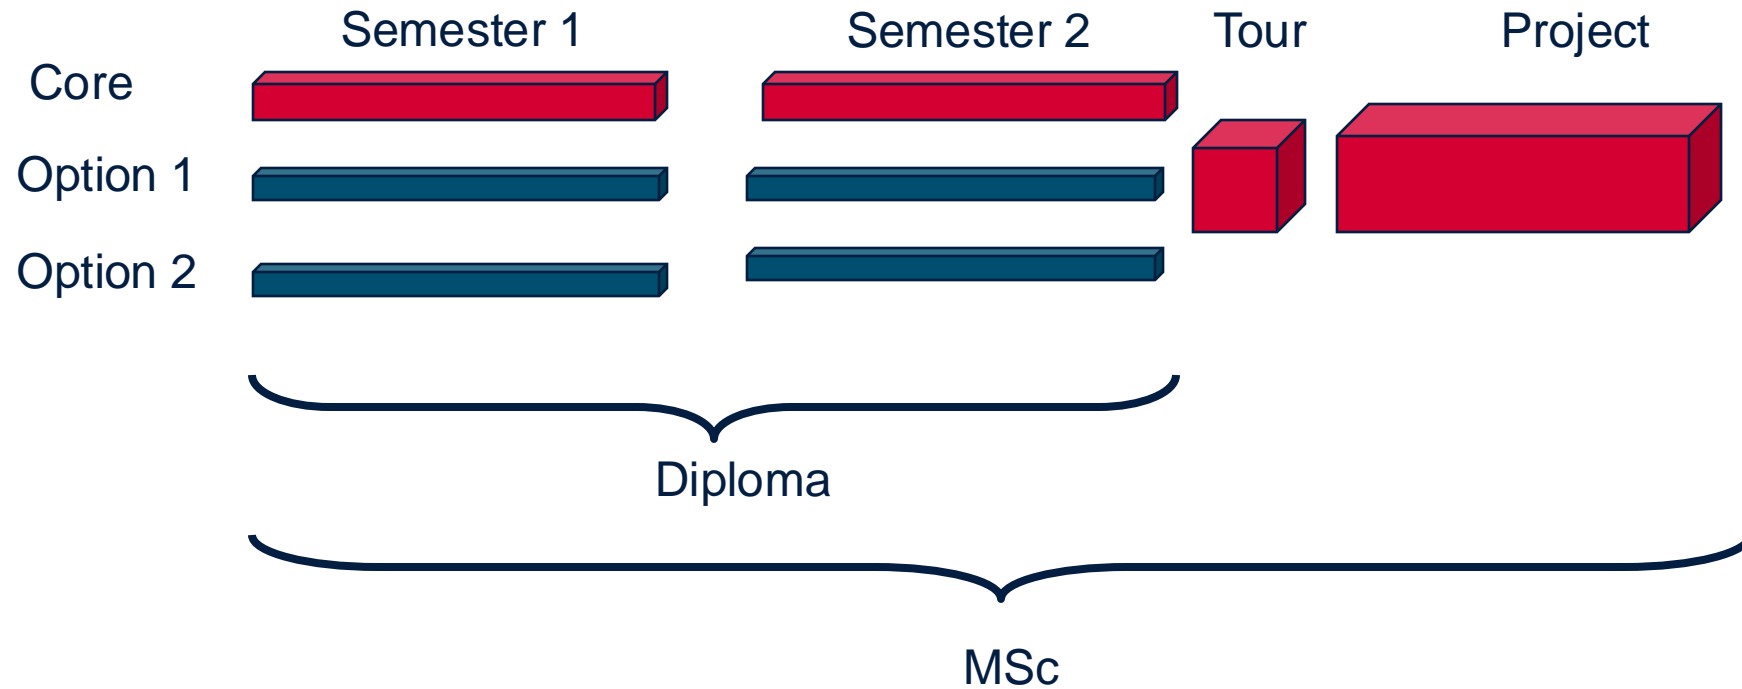 Semester 1 Semester 2 Tour Project
Core
Option 1
Option 2
Diploma
MSc